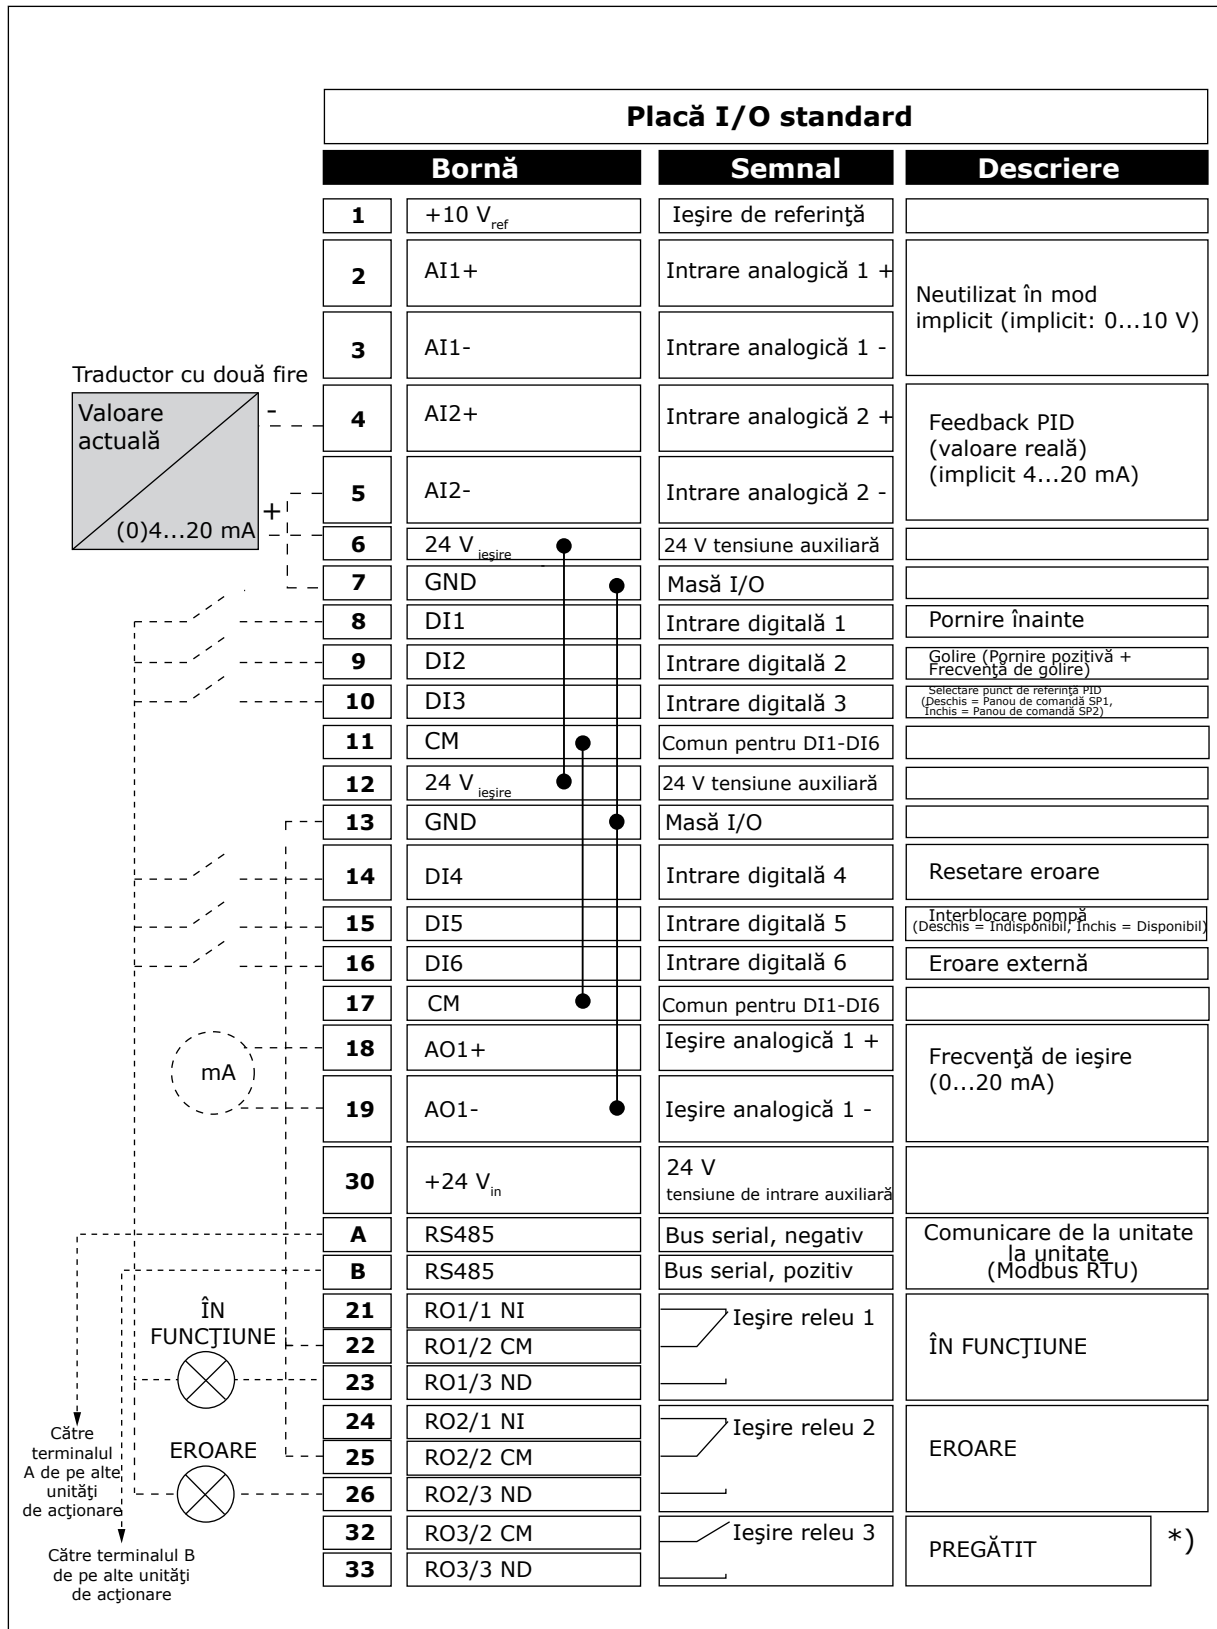 Placă I/O standard
Bornă Semnal Descriere
1 +10 Vref Ieşire de referinţă
2 AI1+ Intrare analogică 1 +
Neutilizat în mod
implicit (implicit: 0...10 V)
3 AI1- Intrare analogică 1 -
Traductor cu două fire
Valoare
actuală
-
(0)4...20 mA
+
4 AI2+ Intrare analogică 2 +
Feedback PID
(valoare reală)
(implicit 4...20 mA)
5 AI2- Intrare analogică 2 -
6 24 V ieşire 24 V tensiune auxiliară
7 GND Masă I/O
8 DI1 Intrare digitală 1 Pornire înainte
9 DI2 Intrare digitală 2
Golire (Pornire pozitivă +
Frecvenţă de golire)
10 DI3 Intrare digitală 3
Selectare punct de referinţă PID
(Deschis = Panou de comandă SP1,
Închis = Panou de comandă SP2)
11 CM Comun pentru DI1-DI6
12 24 V ieşire 24 V tensiune auxiliară
13 GND Masă I/O
14 DI4 Intrare digitală 4 Resetare eroare
15 DI5 Intrare digitală 5
Interblocare pompă
(Deschis = Indisponibil, Închis = Disponibil)
16 DI6 Intrare digitală 6 Eroare externă
17 CM Comun pentru DI1-DI6
18 AO1+ Ieşire analogică 1 +
Frecvenţă de ieşire
(0...20 mA)
mA
19 AO1- Ieşire analogică 1 -
30 +24 Vin
24 V
tensiune de intrare auxiliară
A RS485 Bus serial, negativ
Comunicare de la unitate
la unitate
(Modbus RTU)
B RS485 Bus serial, pozitiv
21 RO1/1 NI Ieşire releu 1
22 RO1/2 CM ÎN FUNCŢIUNE
23 RO1/3 ND
ÎN
FUNCŢIUNE
24 RO2/1 NI Ieşire releu 2
25 RO2/2 CM EROARE
26 RO2/3 ND
EROARE
32 RO3/2 CM Ieşire releu 3
PREGĂTIT *)
33 RO3/3 ND
Către
terminalul
A de pe alte
unităţi
de acţionare
Către terminalul B
de pe alte unităţi
de acţionare